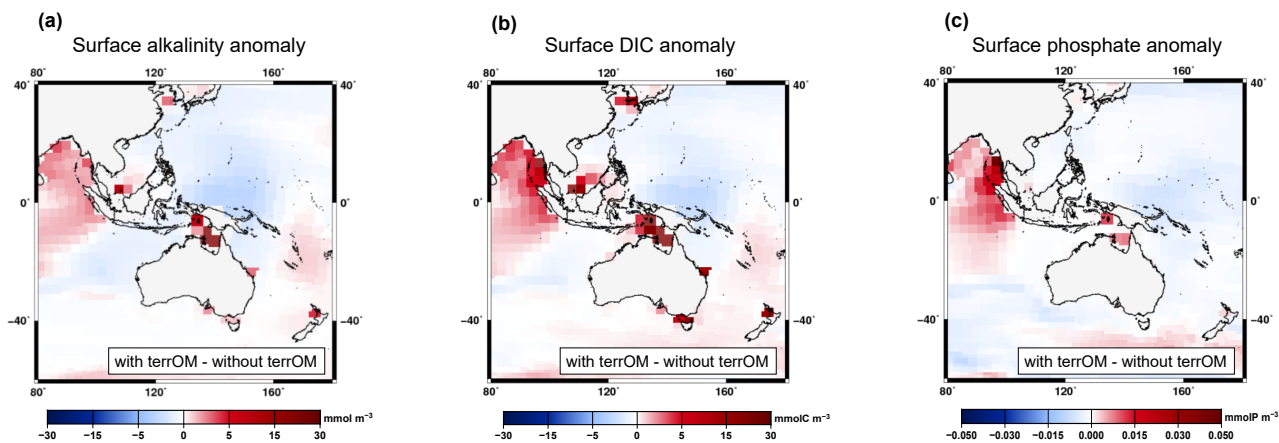 (a)
Surface alkalinity anomaly
80˚ 120˚ 160˚
40˚ 40˚
0˚ 0˚
−40˚ −40˚
with terrOM - without terrOM
80˚ 120˚ 160˚
mmol m⁻³
−30 −15 −5 0 5 15 30
(b)
Surface DIC anomaly
80˚ 120˚ 160˚
40˚ 40˚
0˚ 0˚
−40˚ −40˚
with terrOM - without terrOM
80˚ 120˚ 160˚
mmolC m⁻³
−30 −15 −5 0 5 15 30
(c)
Surface phosphate anomaly
80˚ 120˚ 160˚
40˚ 40˚
0˚ 0˚
−40˚ −40˚
with terrOM - without terrOM
80˚ 120˚ 160˚
mmolP m⁻³
−0.050 −0.015 0.000 0.015 0.030 0.050